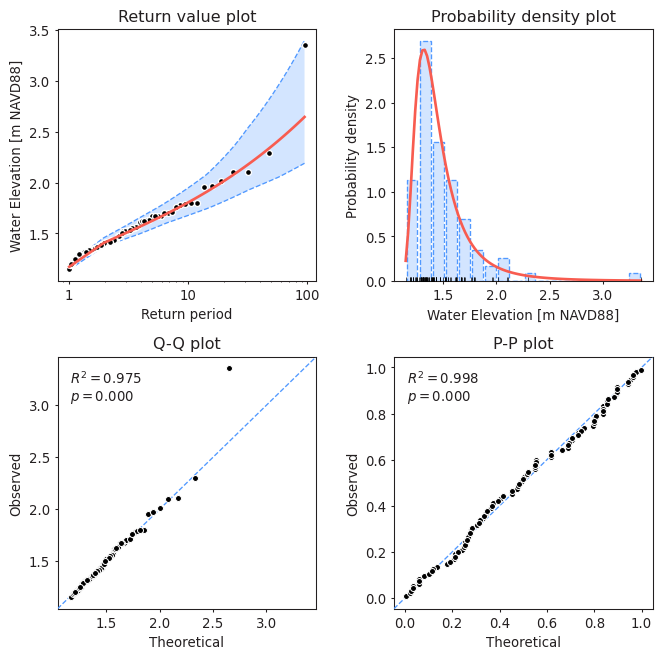 Return value plot
Water Elevation [m NAVD88]
3.5
3.0
2.5
2.0
1.5
1
10
100
Return period
Probability density plot
Probability density
2.5
2.0
1.5
1.0
0.5
0.0
1.5
2.0
2.5
3.0
Water Elevation [m NAVD88]
Q-Q plot
R² = 0.975
p = 0.000
Observed
3.0
2.5
2.0
1.5
1.5
2.0
2.5
3.0
Theoretical
P-P plot
R² = 0.998
p = 0.000
Observed
1.0
0.8
0.6
0.4
0.2
0.0
0.0
0.2
0.4
0.6
0.8
1.0
Theoretical